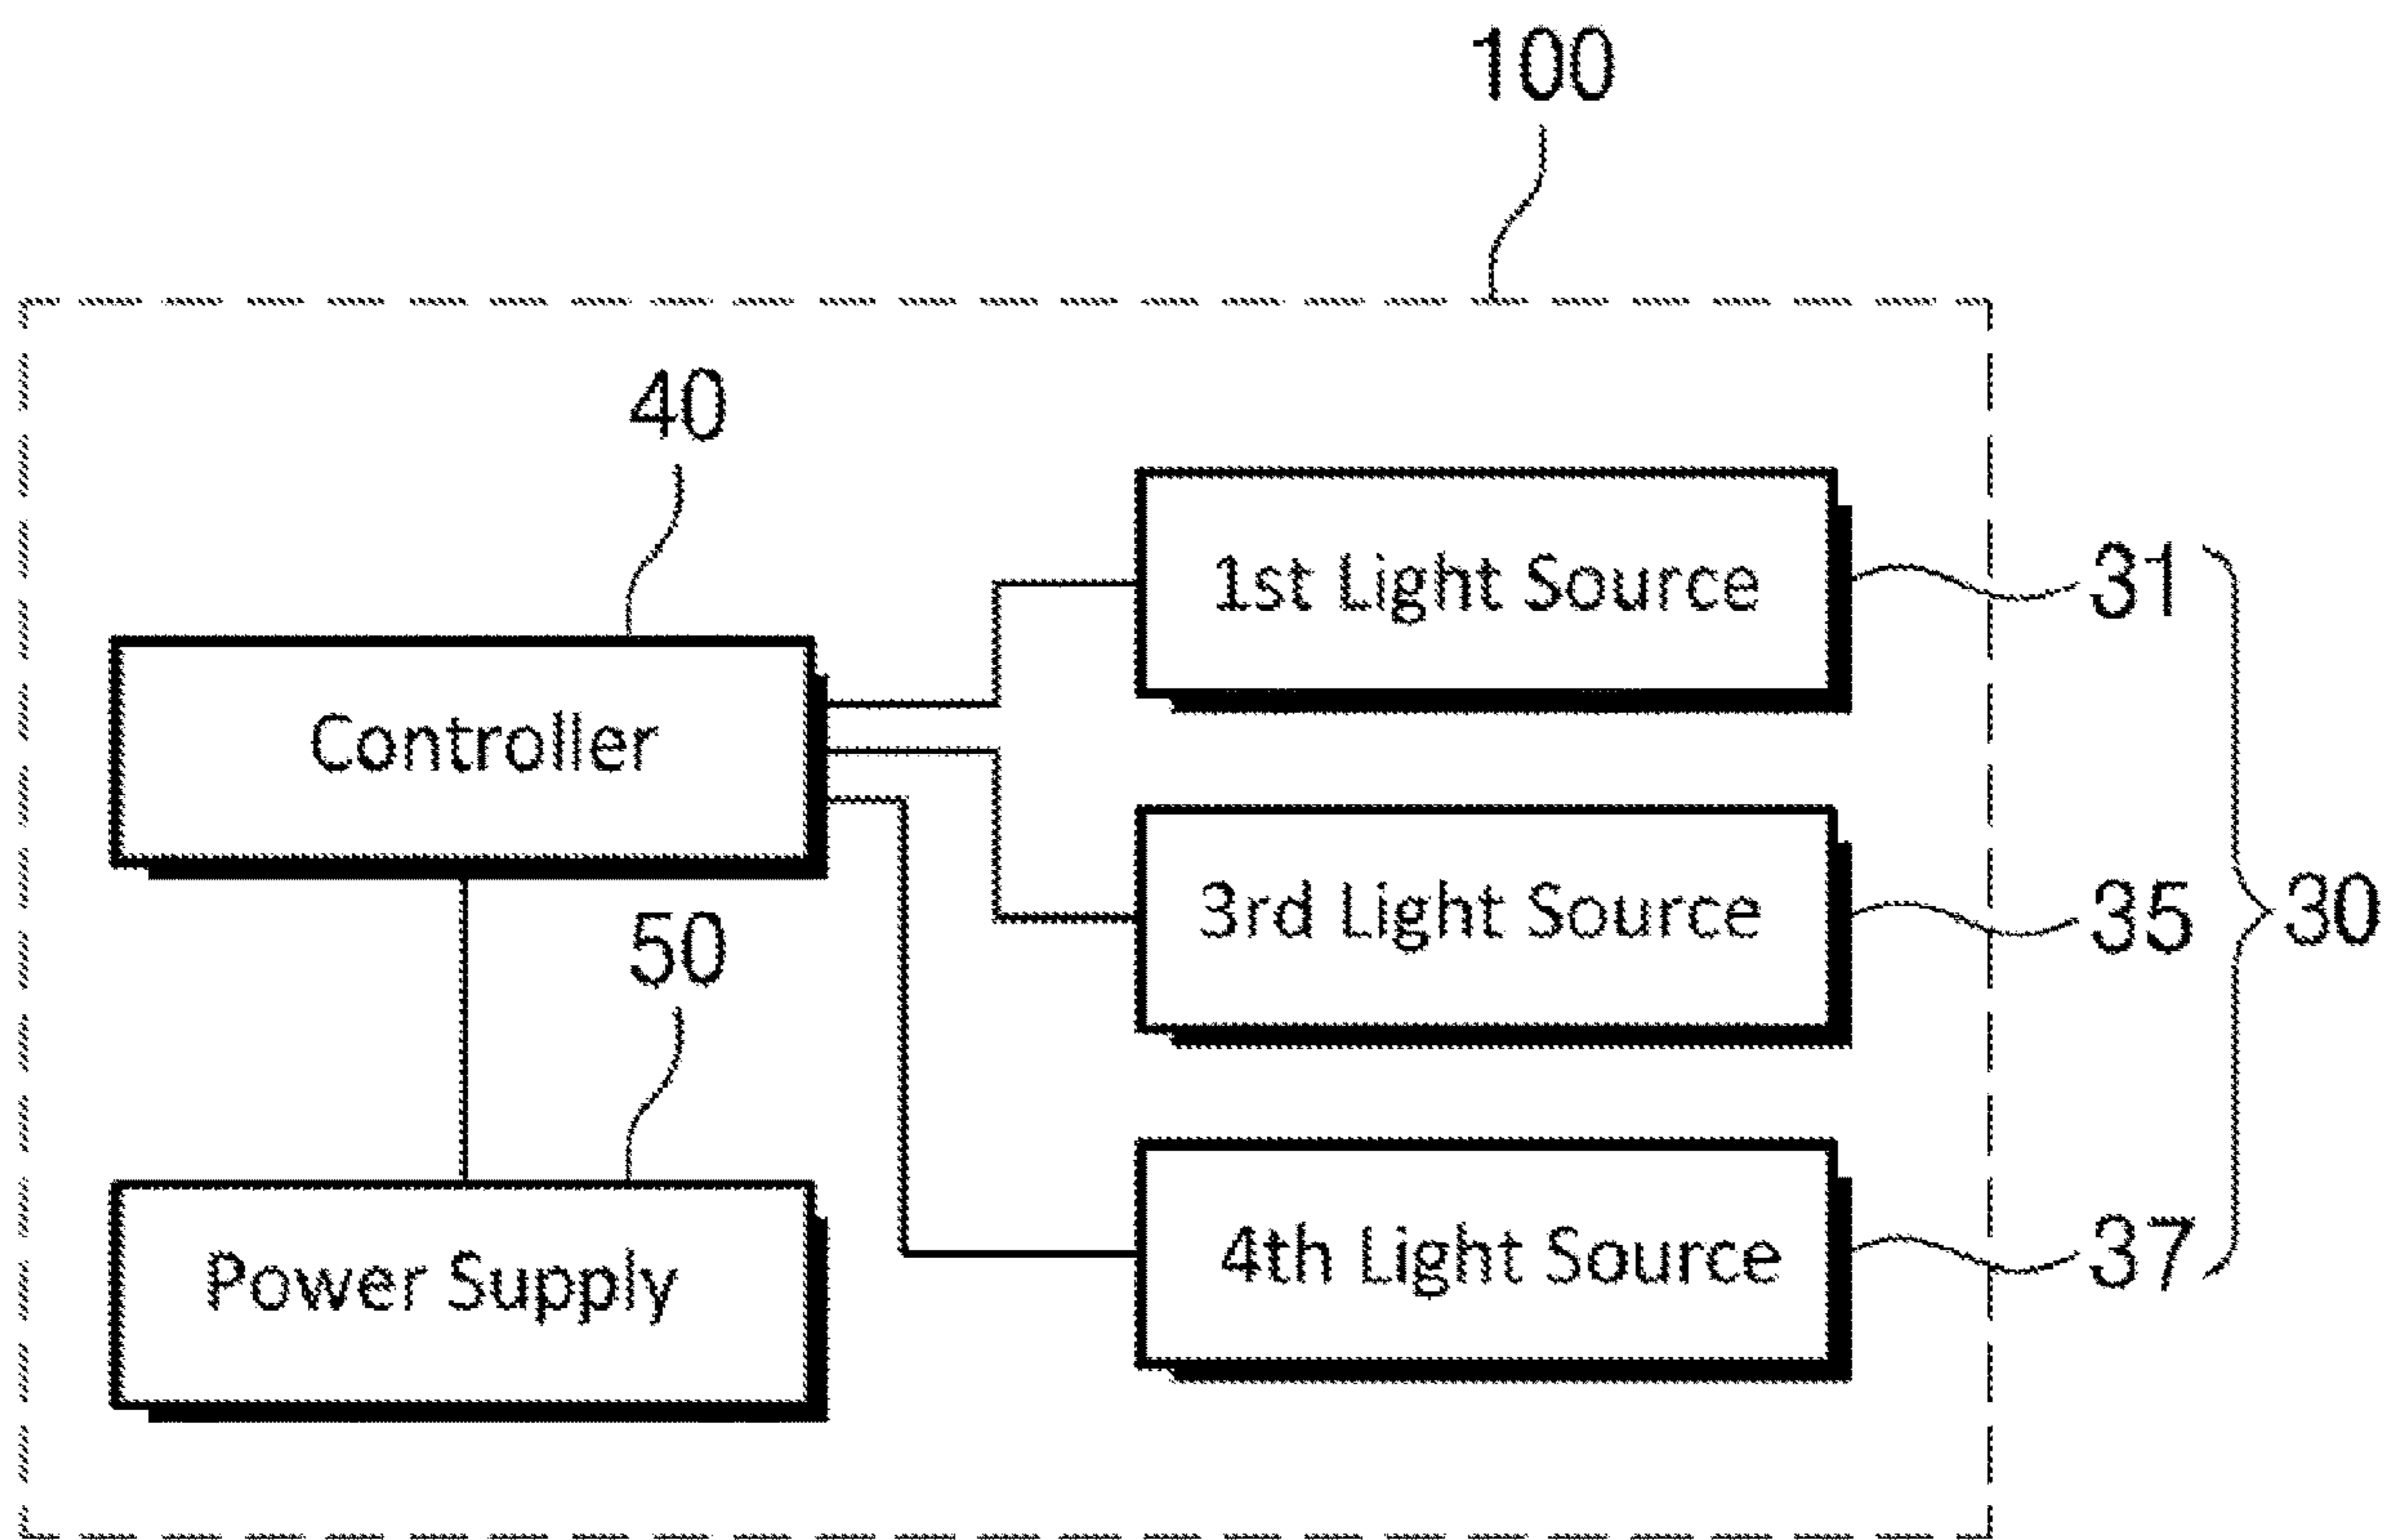 100
40
1st Light Source
31
Controller
3rd Light Source
35
30
50
4th Light Source
37
Power Supply